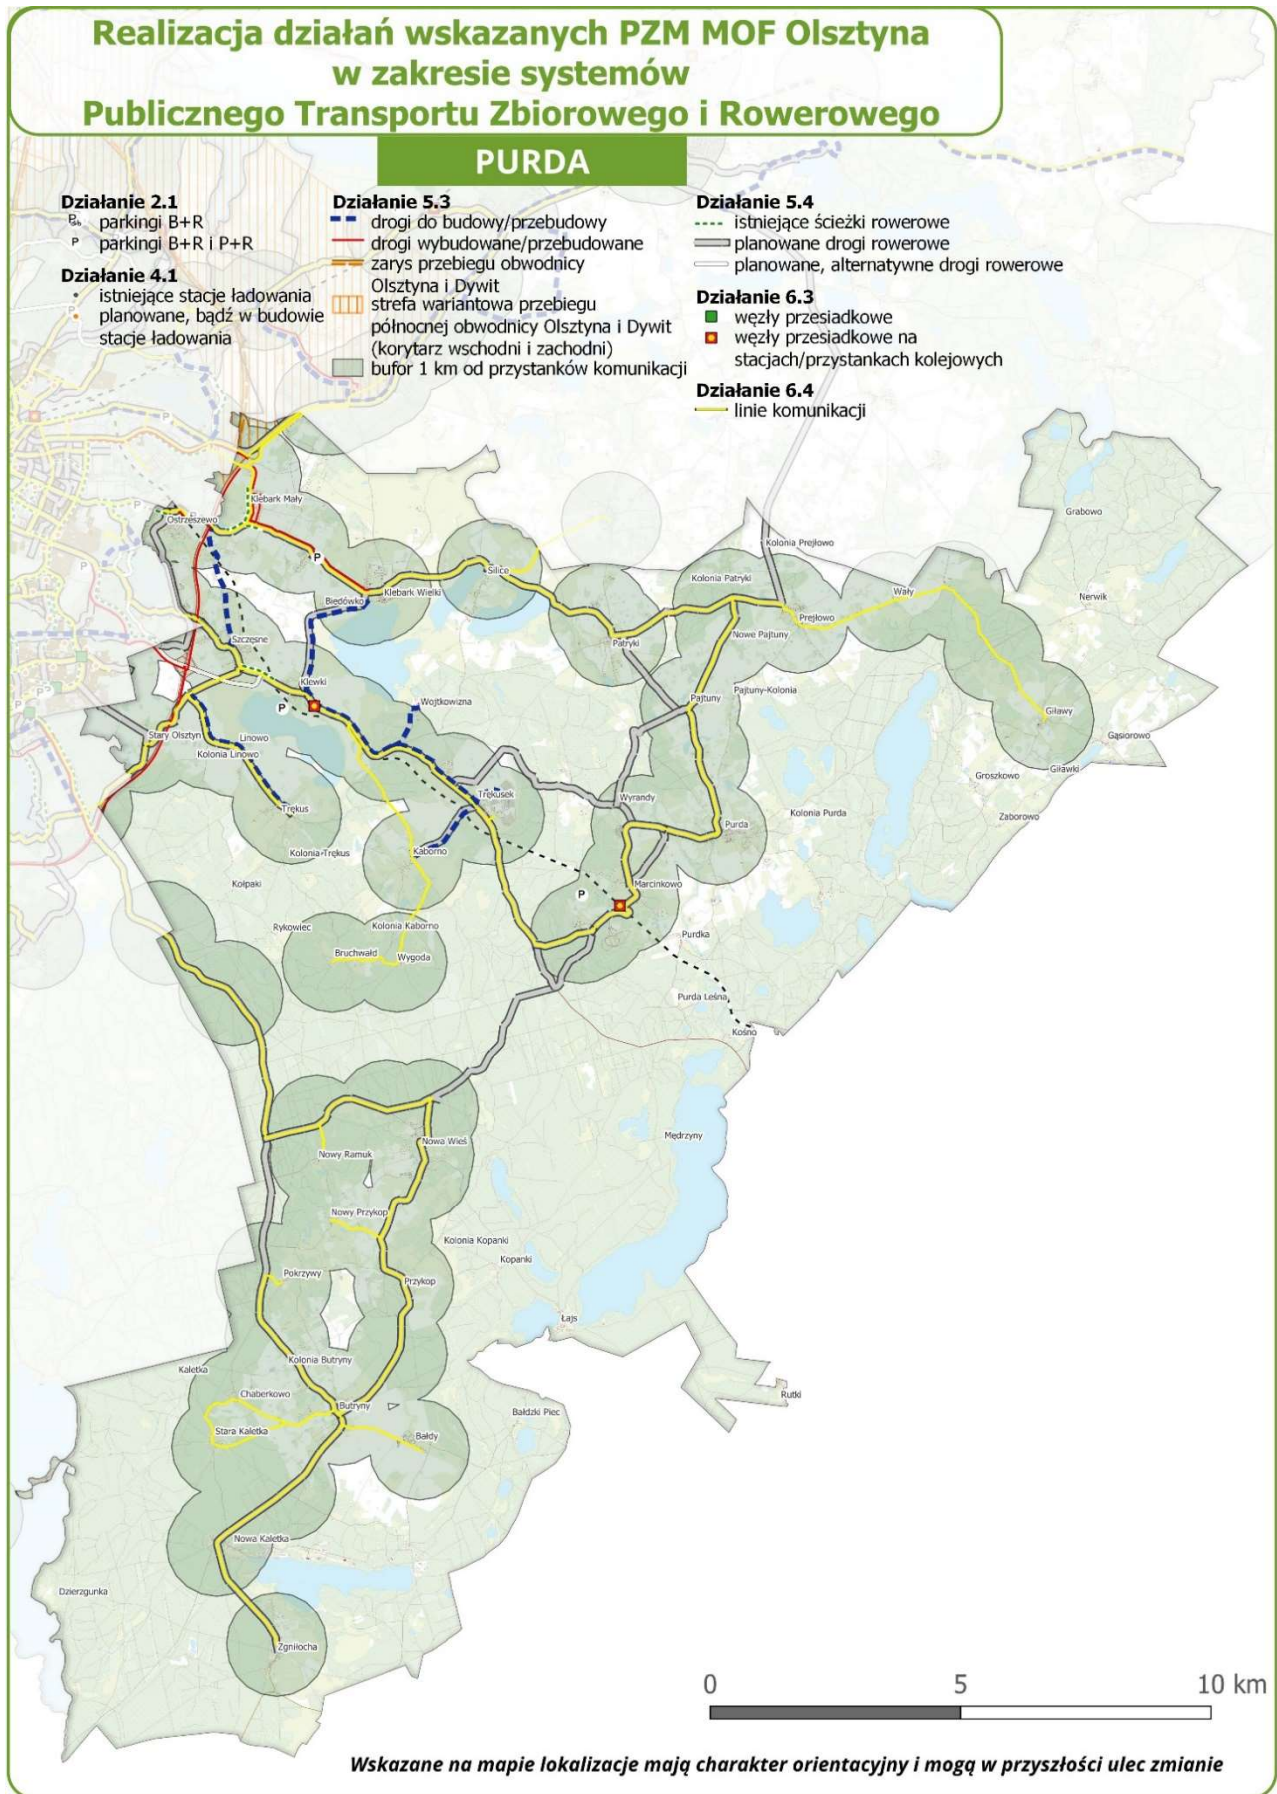 Realizacja działań wskazanych PZM MOF Olsztyna
w zakresie systemów
Publicznego Transportu Zbiorowego i Rowerowego
PURDA
Działanie 2.1
parkingi B+R
P parkingi B+R i P+R
Działanie 4.1
istniejące stacje ładowania
planowane, bądź w budowie
stacje ładowania
Działanie 5.3
drogi do budowy/przebudowy
drogi wybudowane/przebudowane
zarys przebiegu obwodnicy
Olsztyna i Dywit
strefa wariantowa przebiegu
północnej obwodnicy Olsztyna i Dywit
(korytarz wschodni i zachodni)
bufor 1 km od przystanków komunikacji
Działanie 5.4
istniejące ścieżki rowerowe
planowane drogi rowerowe
planowane, alternatywne drogi rowerowe
Działanie 6.3
węzły przesiadkowe
węzły przesiadkowe na
stacjach/przystankach kolejowych
Działanie 6.4
linie komunikacji
Klebark Mały
Ostrzeszewo
Grabowo
Kolonia Prejłowo
P
Silice
Kolonia Patryki
Klebark Wielki
Biedówko
Wały
Nerwik
Prejłowo
Nowe Pajtuny
Szczęsne
Patryki
Klewki
Pajtuny-Kolonia
Pajtuny
Wojtkowizna
P
Giławy
Stary Olsztyn
Linowo
Gąsiorowo
Kolonia Linowo
Giławki
Groszkowo
Trękusek
Wyrandy
Trękus
Kolonia Purda
Zaborowo
Purda
Kolonia-Trękus
Kaborno
Kołpaki
Marcinkowo
P
Rykowiec
Kolonia Kaborno
Purdka
Bruchwałd
Wygoda
Purda Leśna
Kośno
Mędrzyny
Nowa Wieś
Nowy Ramuk
Nowy Przykop
Kolonia Kopanki
Kopanki
Pokrzywy
Przykop
Łajs
Kolonia Butryny
Kaletka
Chaberkowo
Rutki
Butryny
Bałdzki Piec
Stara Kaletka
Bałdy
Nowa Kaletka
Dzierzgunka
Zgniłocha
0 5 10 km
Wskazane na mapie lokalizacje mają charakter orientacyjny i mogą w przyszłości ulec zmianie